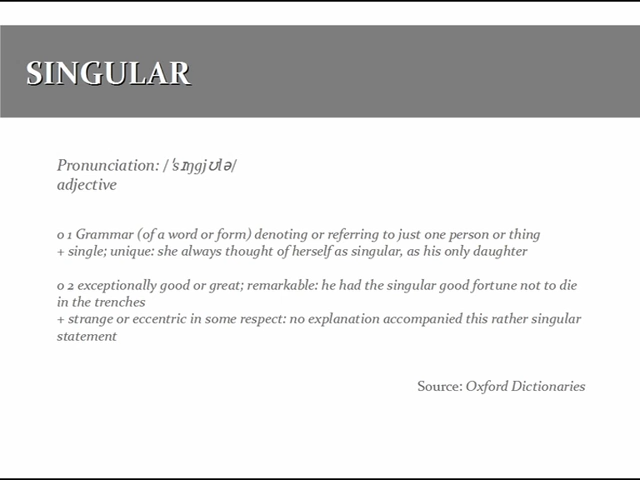 SINGULAR
Pronunciation: /ˈsɪŋɡjʊlə/
adjective
o 1 Grammar (of a word or form) denoting or referring to just one person or thing
+ single; unique: she always thought of herself as singular, as his only daughter
o 2 exceptionally good or great; remarkable: he had the singular good fortune not to die
in the trenches
+ strange or eccentric in some respect: no explanation accompanied this rather singular
statement
Source: Oxford Dictionaries